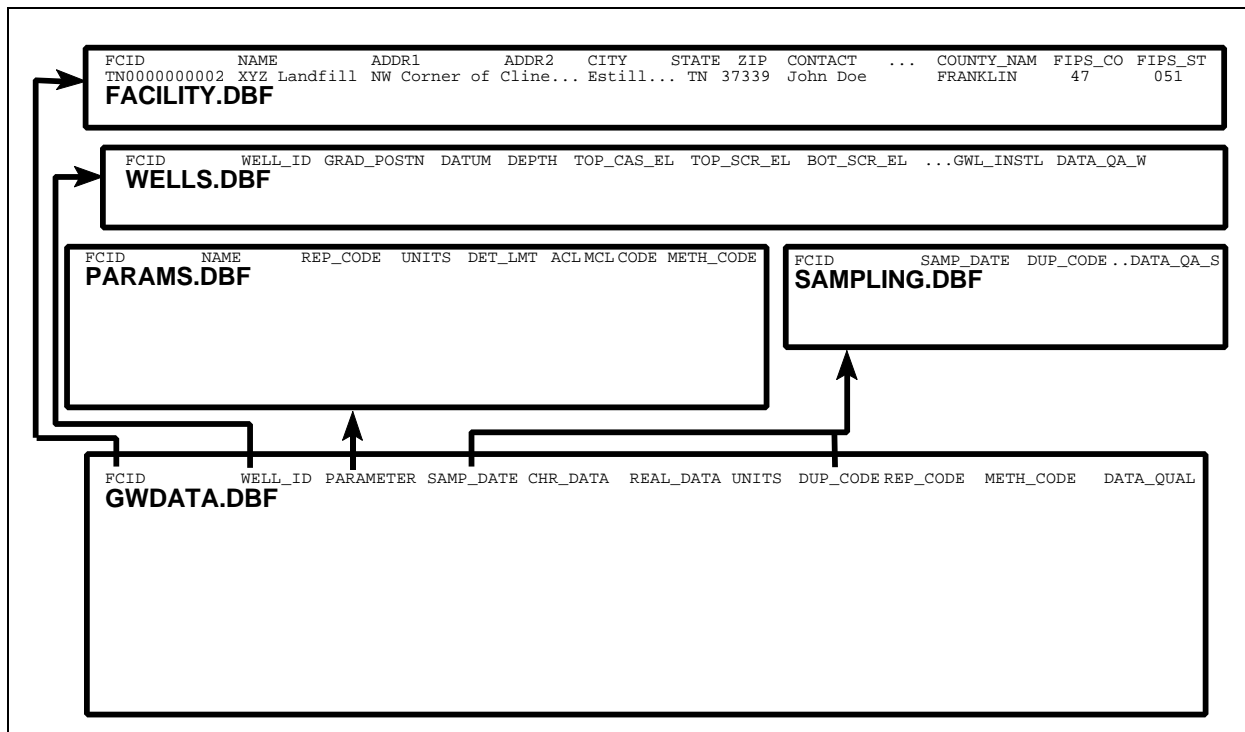 FCID NAME ADDR1 ADDR2 CITY STATE ZIP CONTACT ... COUNTY_NAM FIPS_CO FIPS_ST
TN0000000002 XYZ Landfill NW Corner of Cline... Estill... TN 37339 John Doe FRANKLIN 47 051
FACILITY.DBF
FCID WELL_ID GRAD_POSTN DATUM DEPTH TOP_CAS_EL TOP_SCR_EL BOT_SCR_EL ...GWL_INSTL DATA_QA_W
WELLS.DBF
FCID NAME REP_CODE UNITS DET_LMT ACL MCL CODE METH_CODE
PARAMS.DBF
FCID SAMP_DATE DUP_CODE..DATA_QA_S
SAMPLING.DBF
FCID WELL_ID PARAMETER SAMP_DATE CHR_DATA REAL_DATA UNITS DUP_CODE REP_CODE METH_CODE DATA_QUAL
GWDATA.DBF